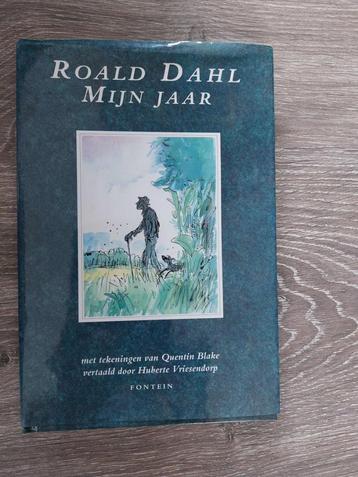 ROALD DAHL
MIJN JAAR
met tekeningen van Quentin Blake
vertaald door Huberte Vriesendorp
FONTEIN